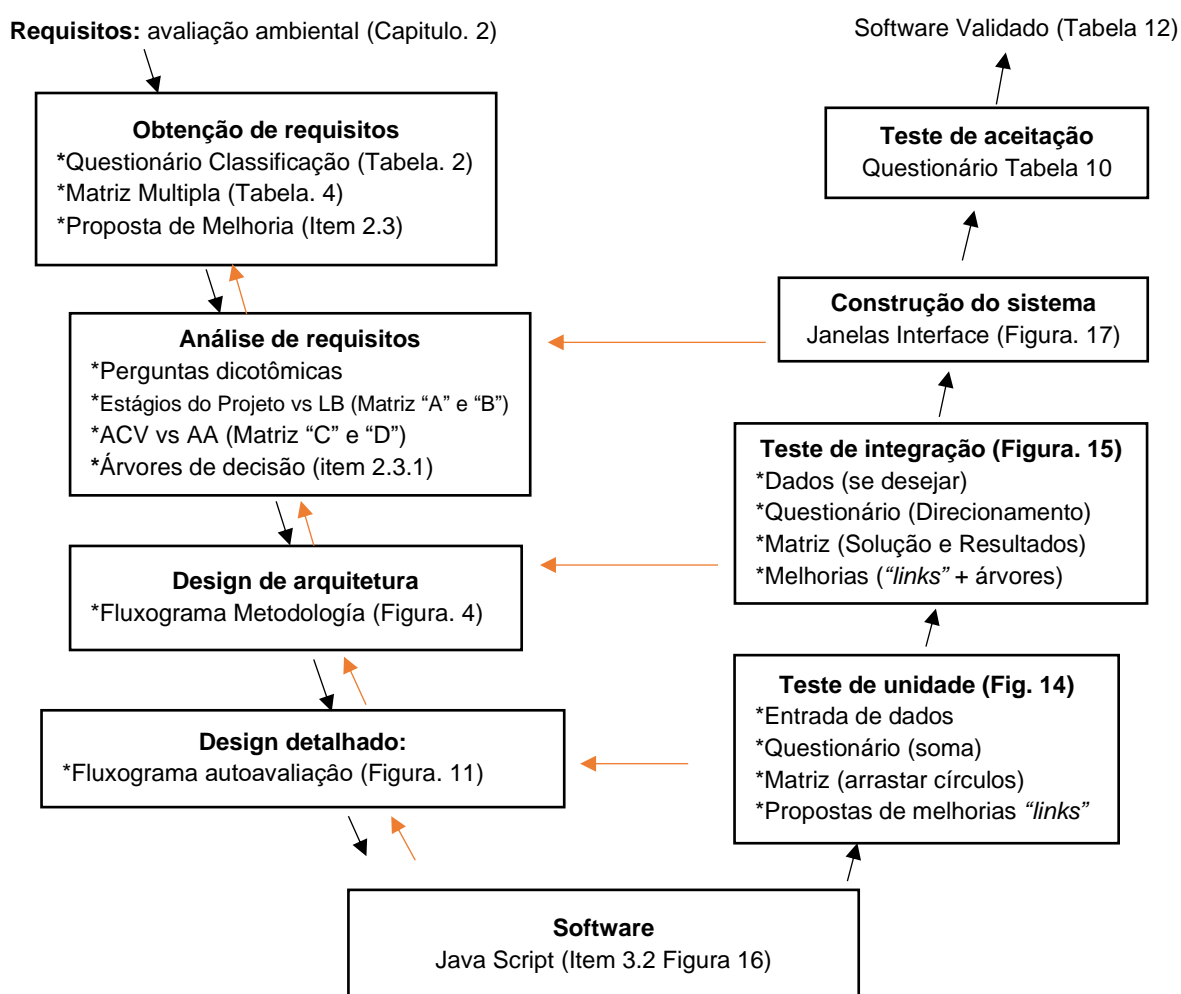 Requisitos: avaliação ambiental (Capitulo. 2)
Obtenção de requisitos
*Questionário Classificação (Tabela. 2)
*Matriz Multipla (Tabela. 4)
*Proposta de Melhoria (Item 2.3)
Análise de requisitos
*Perguntas dicotômicas
*Estágios do Projeto vs LB (Matriz “A” e “B”)
*ACV vs AA (Matriz “C” e “D”)
*Árvores de decisão (item 2.3.1)
Design de arquitetura
*Fluxograma Metodología (Figura. 4)
Design detalhado:
*Fluxograma autoavaliaçâo (Figura. 11)
Software
Java Script (Item 3.2 Figura 16)
Teste de unidade (Fig. 14)
*Entrada de dados
*Questionário (soma)
*Matriz (arrastar círculos)
*Propostas de melhorias “links”
Teste de integração (Figura. 15)
*Dados (se desejar)
*Questionário (Direcionamento)
*Matriz (Solução e Resultados)
*Melhorias (“links” + árvores)
Construção do sistema
Janelas Interface (Figura. 17)
Teste de aceitação
Questionário Tabela 10
Software Validado (Tabela 12)